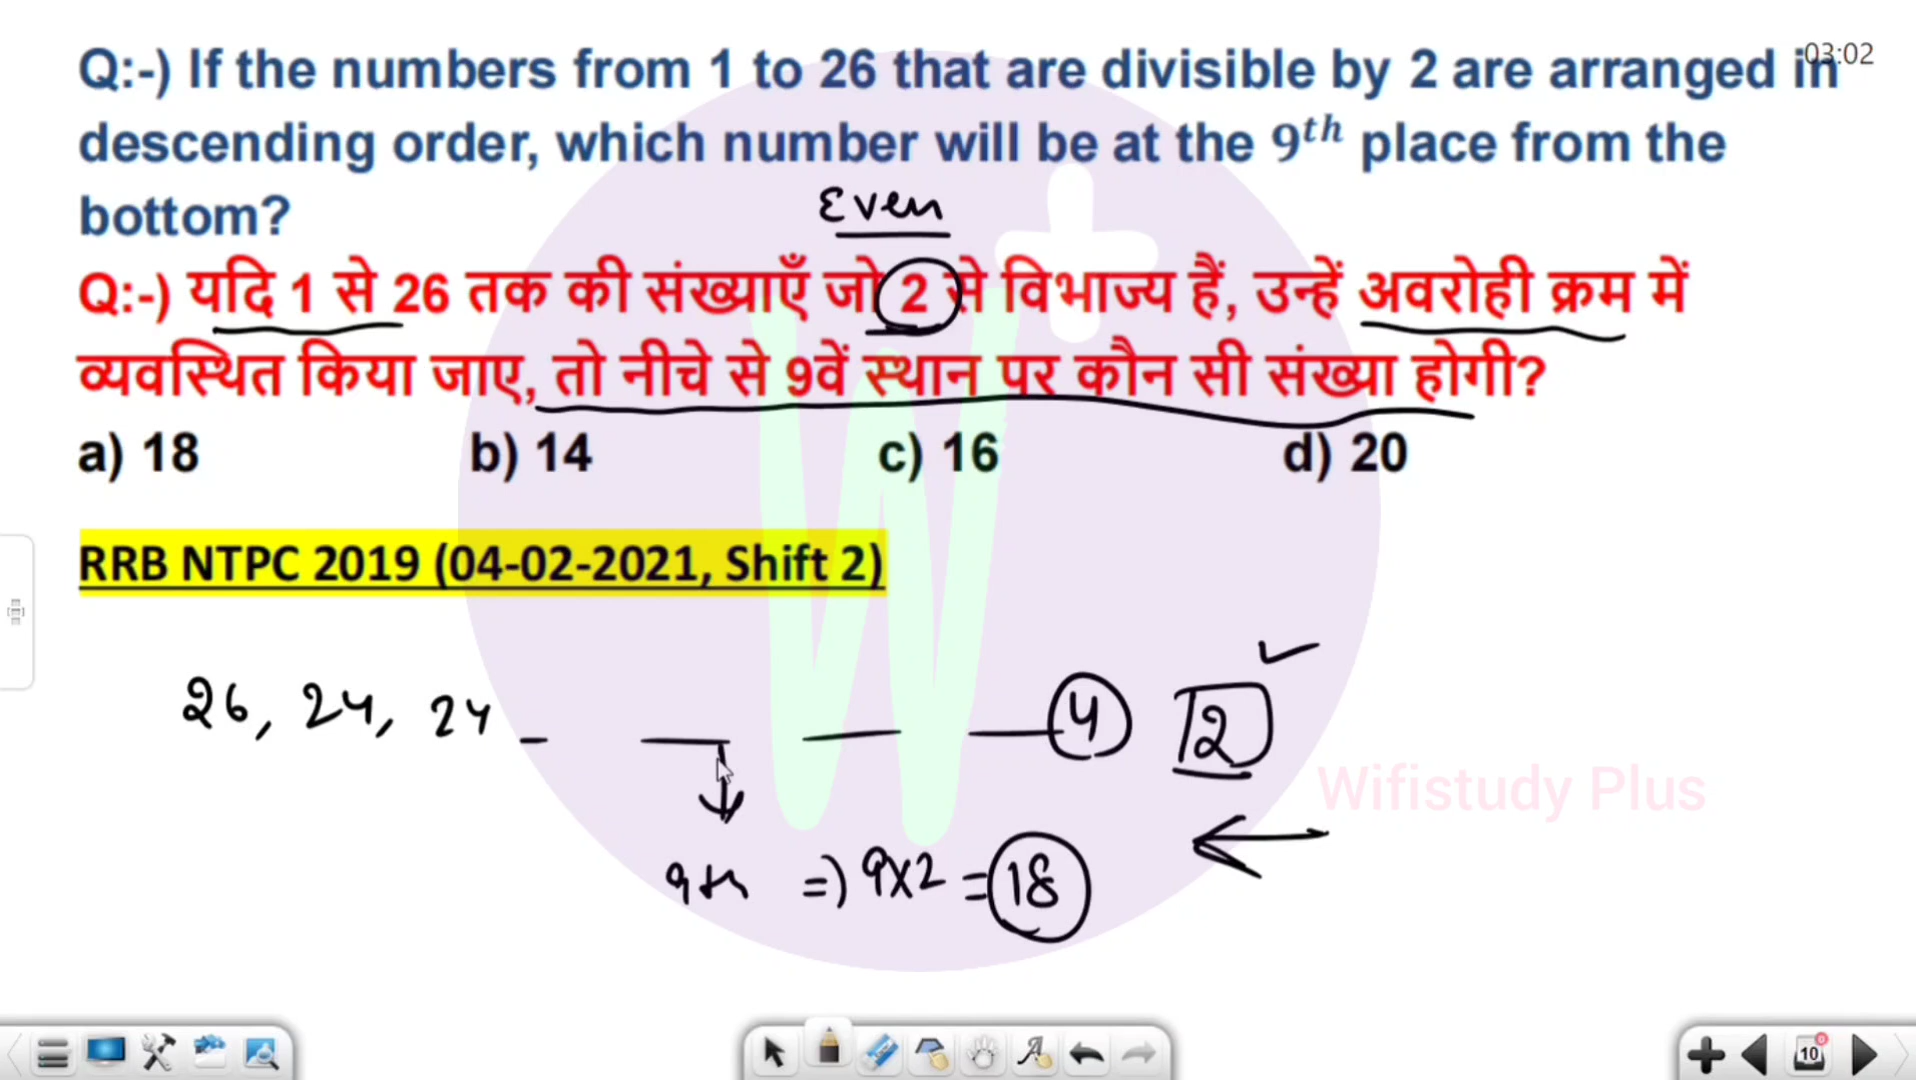 03:02
Q:-) If the numbers from 1 to 26 that are divisible by 2 are arranged in
descending order, which number will be at the 9th place from the
bottom?
Even
Q:-) यदि 1 से 26 तक की संख्याएँ जो 2 से विभाज्य हैं, उन्हें अवरोही क्रम में
व्यवस्थित किया जाए, तो नीचे से 9वें स्थान पर कौन सी संख्या होगी?
a) 18 b) 14 c) 16 d) 20
RRB NTPC 2019 (04-02-2021, Shift 2)
26, 24, 24 _ 4 2
Wifistudy Plus
9th => 9x2 = 18
10